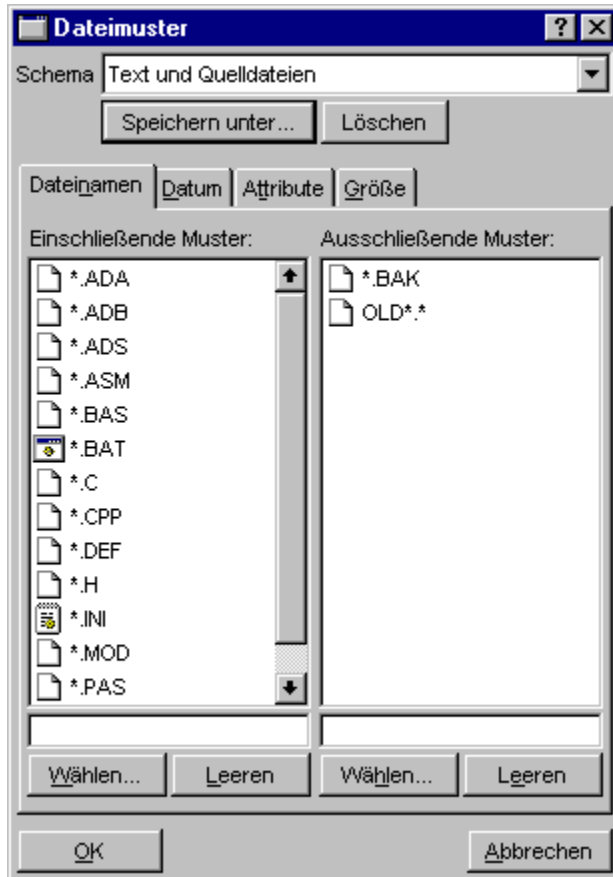 Dateimuster
Schema Text und Quelldateien
Speichern unter... Löschen
Dateinamen Datum Attribute Größe
Einschließende Muster: Ausschließende Muster:
*.ADA *.BAK
*.ADB OLD*.*
*.ADS
*.ASM
*.BAS
*.BAT
*.C
*.CPP
*.DEF
*.H
*.INI
*.MOD
*.PAS
Wählen... Leeren Wählen... Leeren
OK Abbrechen